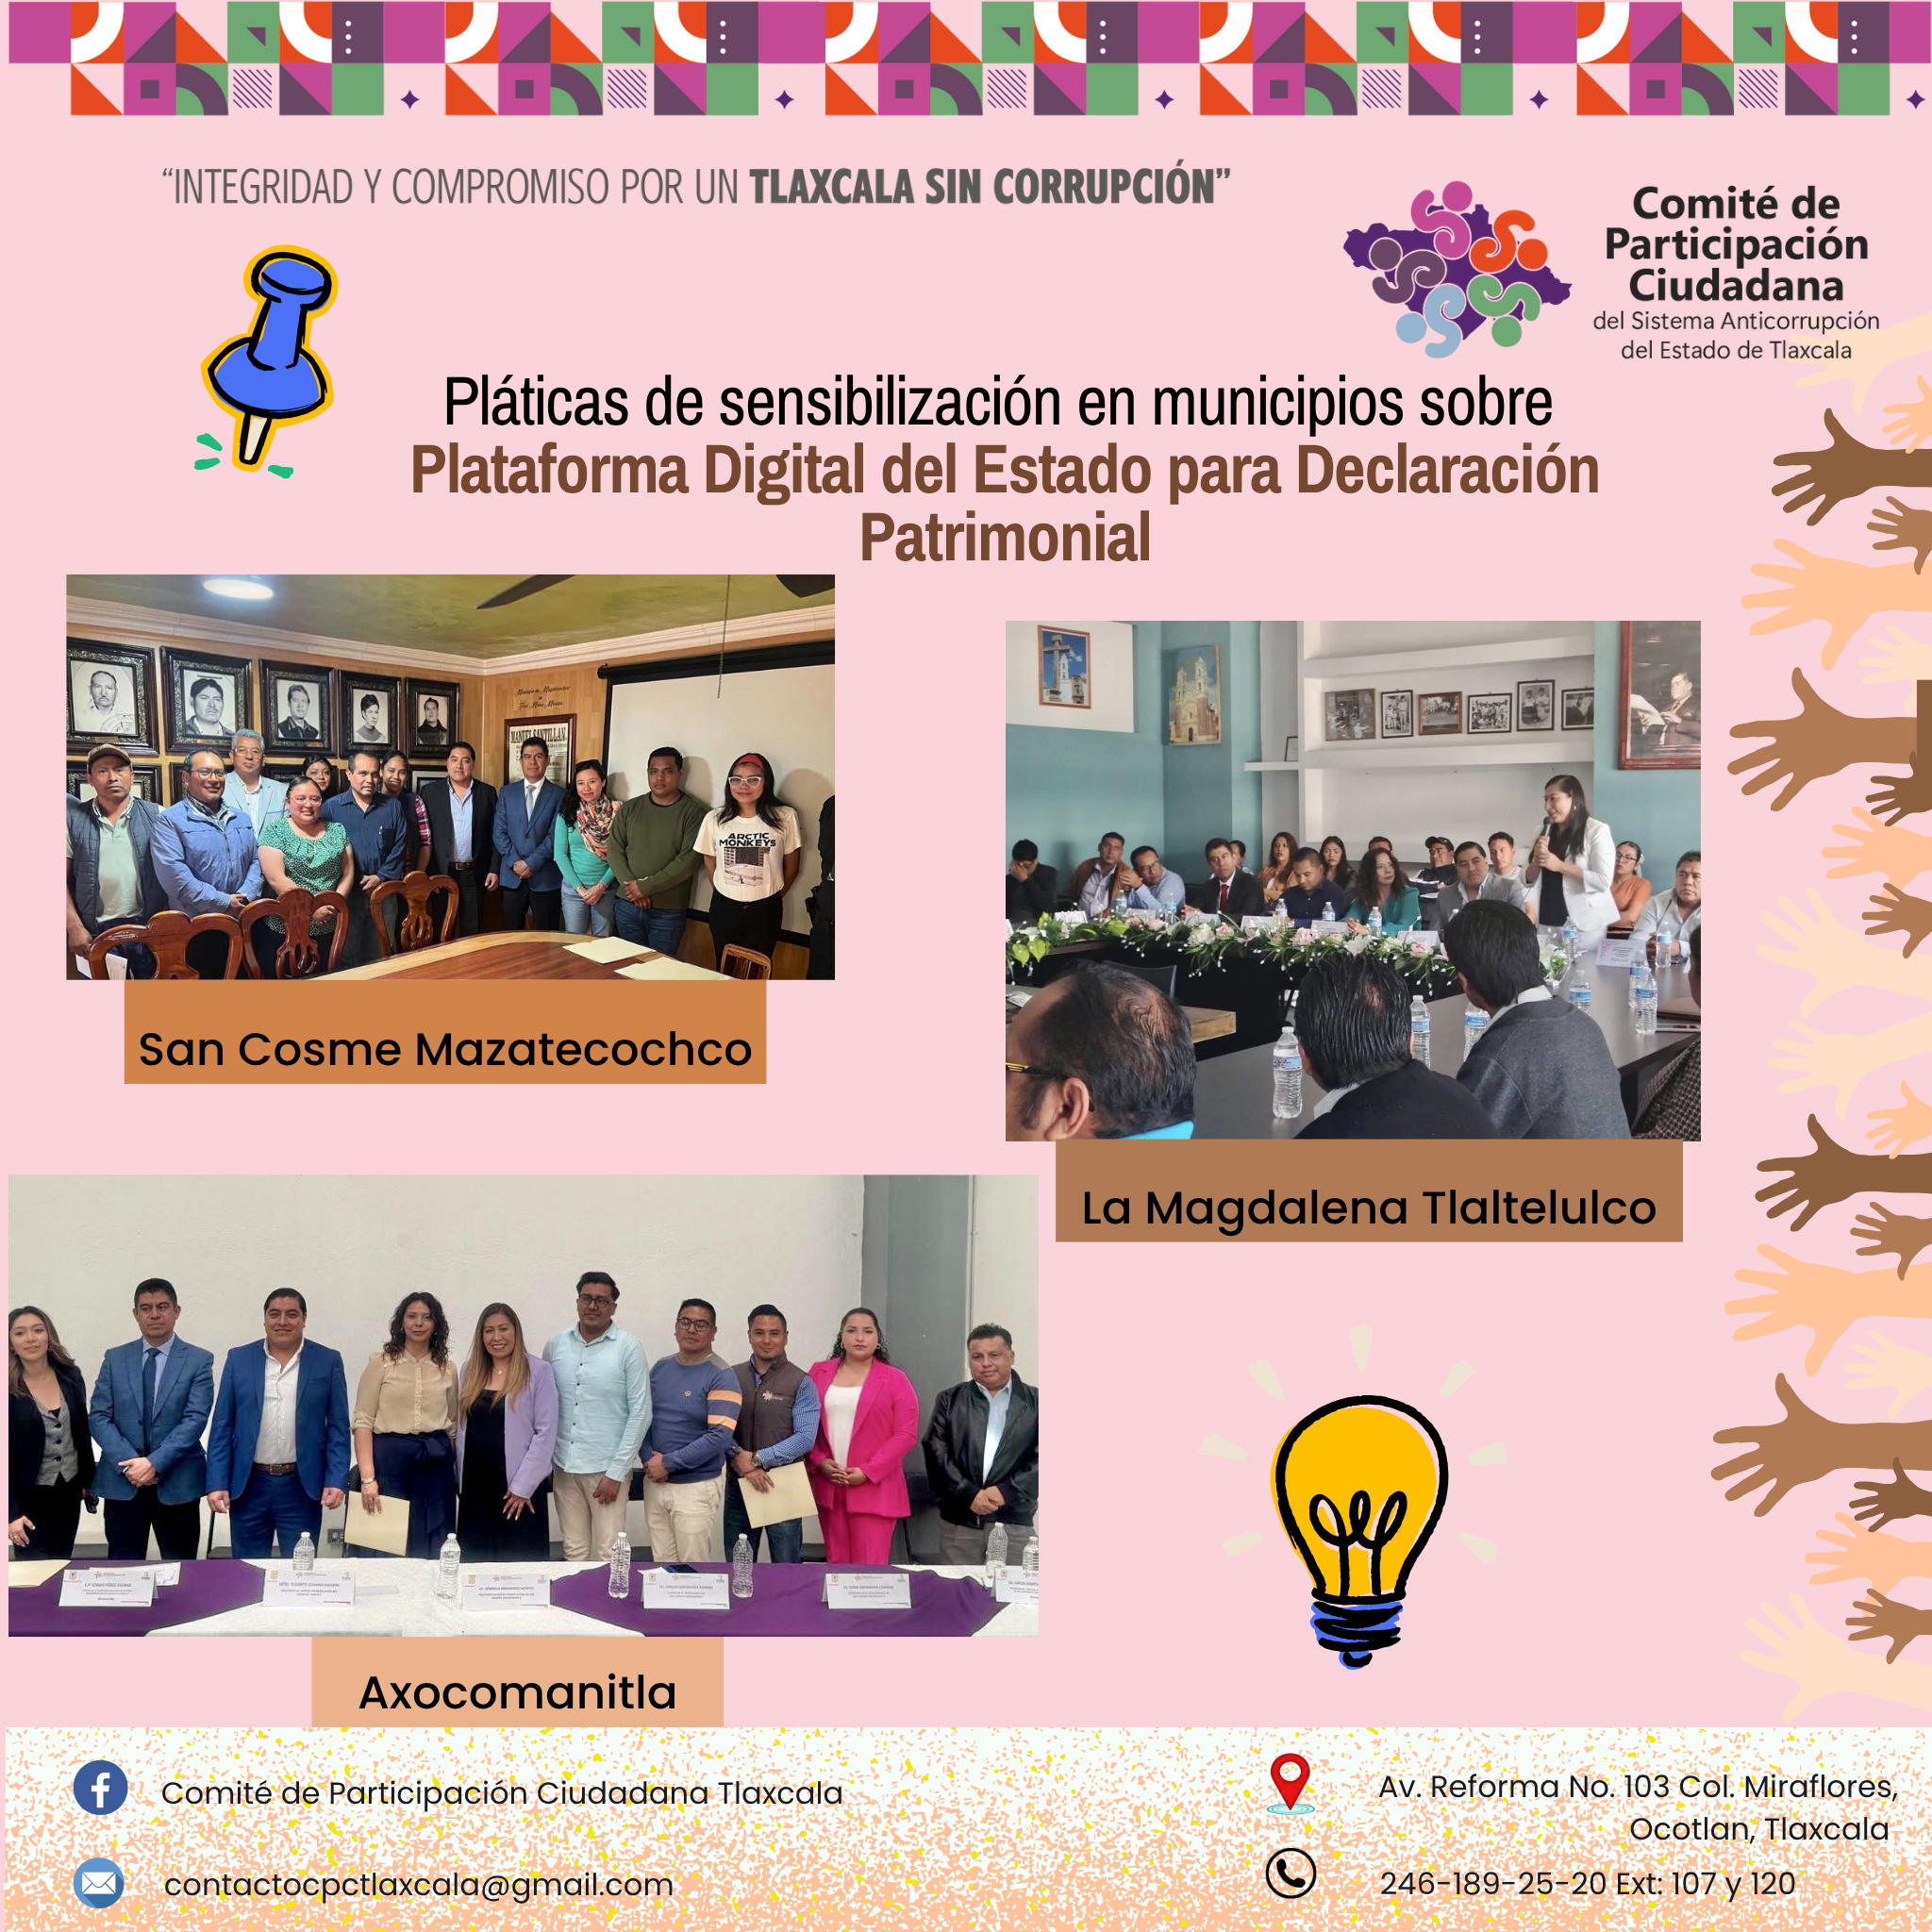 “INTEGRIDAD Y COMPROMISO POR UN TLAXCALA SIN CORRUPCIÓN”
Comité de
Participación
Ciudadana
del Sistema Anticorrupción
del Estado de Tlaxcala
Pláticas de sensibilización en municipios sobre
Plataforma Digital del Estado para Declaración
Patrimonial
MANUEL SANTILLAN
ARCTIC
MONKEYS
San Cosme Mazatecochco
La Magdalena Tlaltelulco
Axocomanitla
Comité de Participación Ciudadana Tlaxcala
contactocpctlaxcala@gmail.com
Av. Reforma No. 103 Col. Miraflores,
Ocotlan, Tlaxcala
246-189-25-20 Ext: 107 y 120